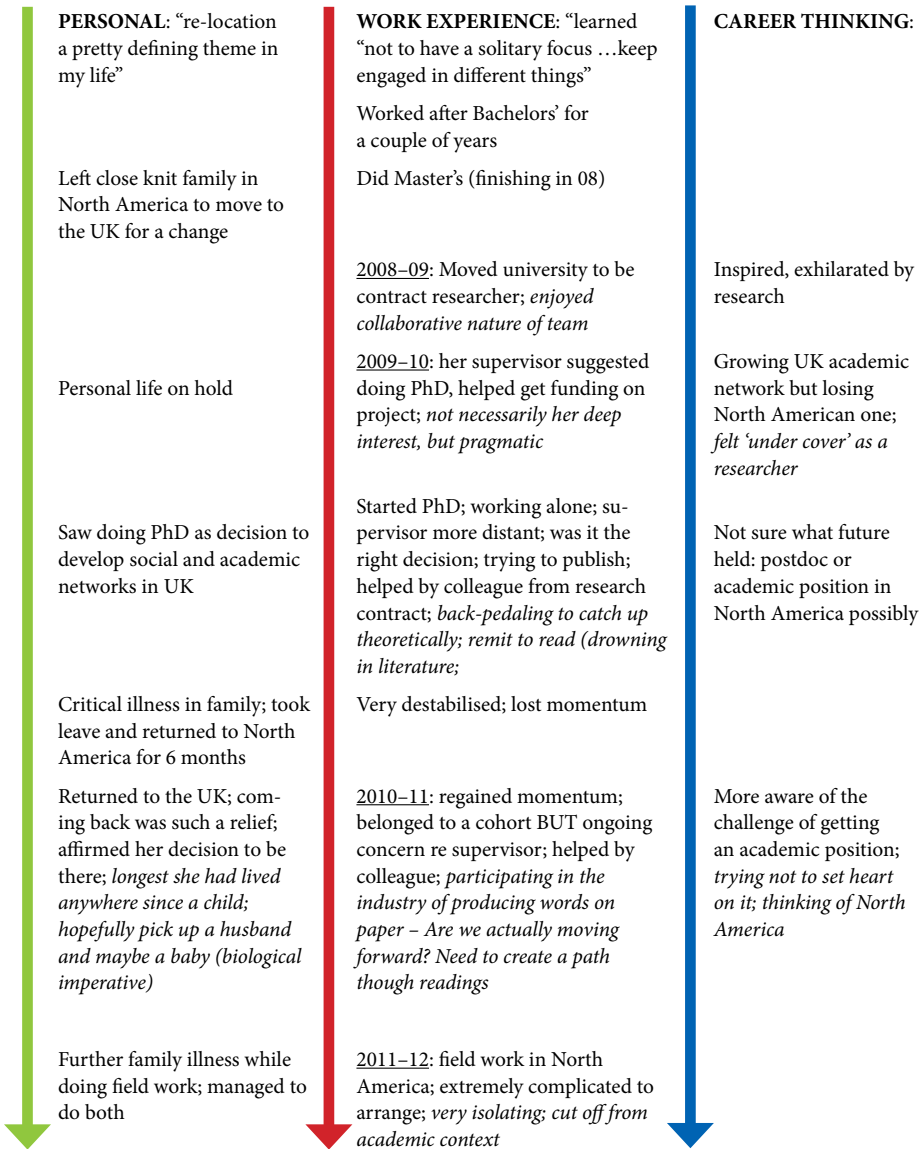 PERSONAL: “re-location
a pretty defining theme in
my life”
WORK EXPERIENCE: “learned
“not to have a solitary focus …keep
engaged in different things”
CAREER THINKING:
Worked after Bachelors’ for
a couple of years
Left close knit family in
North America to move to
the UK for a change
Did Master’s (finishing in 08)
2008–09: Moved university to be
contract researcher; enjoyed
collaborative nature of team
Inspired, exhilarated by
research
Personal life on hold
2009–10: her supervisor suggested
doing PhD, helped get funding on
project; not necessarily her deep
interest, but pragmatic
Growing UK academic
network but losing
North American one;
felt ‘under cover’ as a
researcher
Saw doing PhD as decision to
develop social and academic
networks in UK
Started PhD; working alone; su-
pervisor more distant; was it the
right decision; trying to publish;
helped by colleague from research
contract; back-pedaling to catch up
theoretically; remit to read (drowning
in literature;
Not sure what future
held: postdoc or
academic position in
North America possibly
Critical illness in family; took
leave and returned to North
America for 6 months
Very destabilised; lost momentum
Returned to the UK; com-
ing back was such a relief;
affirmed her decision to be
there; longest she had lived
anywhere since a child;
hopefully pick up a husband
and maybe a baby (biological
imperative)
2010–11: regained momentum;
belonged to a cohort BUT ongoing
concern re supervisor; helped by
colleague; participating in the
industry of producing words on
paper – Are we actually moving
forward? Need to create a path
though readings
More aware of the
challenge of getting
an academic position;
trying not to set heart
on it; thinking of North
America
Further family illness while
doing field work; managed to
do both
2011–12: field work in North
America; extremely complicated to
arrange; very isolating; cut off from
academic context